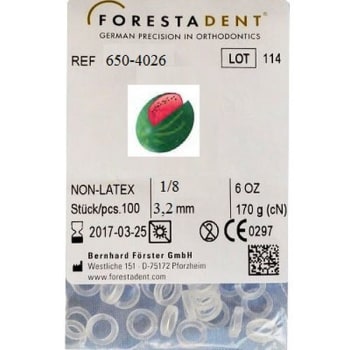 FORESTADENT®
GERMAN PRECISION IN ORTHODONTICS
REF 650-4026 LOT 114
NON-LATEX 1/8 6 OZ
Stück/pcs.100 3,2 mm 170 g (cN)
2017-03-25 CE 0297
Bernhard Förster GmbH
Westliche 151 · D-75172 Pforzheim
www.forestadent.com